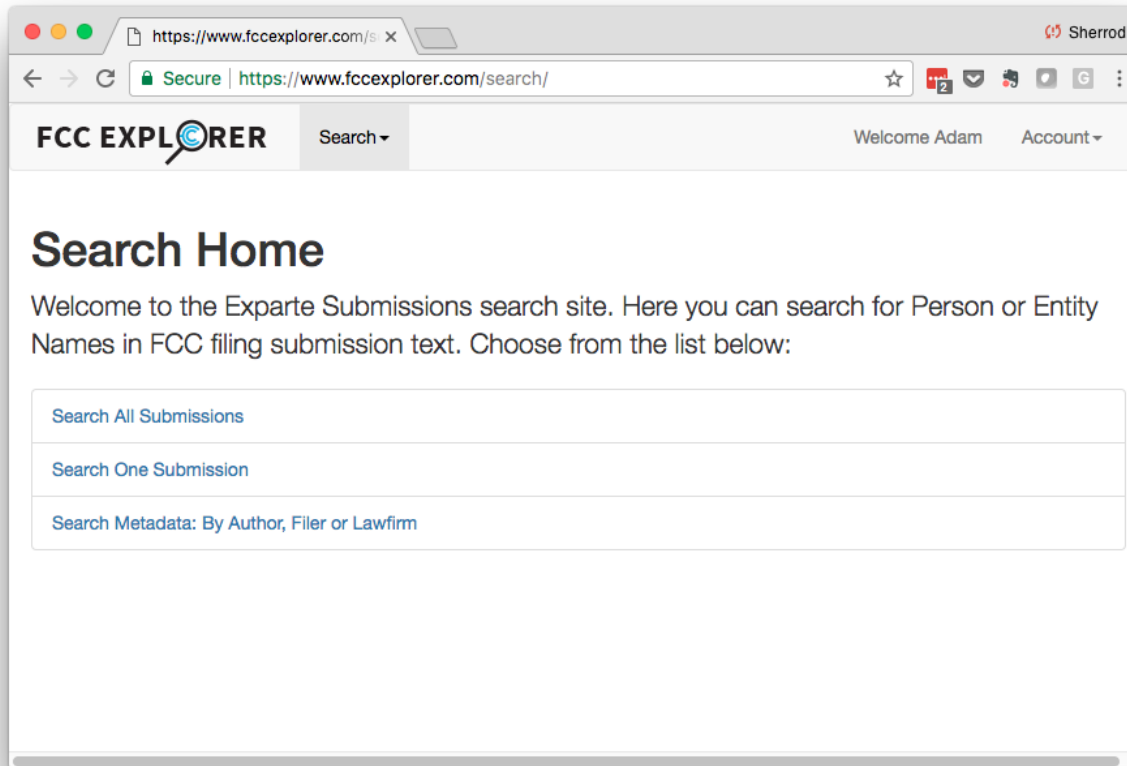 https://www.fccexplorer.com/s
Sherrod
Secure | https://www.fccexplorer.com/search/
2
G
FCC EXPLORER
Search
Welcome Adam
Account
Search Home
Welcome to the Exparte Submissions search site. Here you can search for Person or Entity
Names in FCC filing submission text. Choose from the list below:
Search All Submissions
Search One Submission
Search Metadata: By Author, Filer or Lawfirm